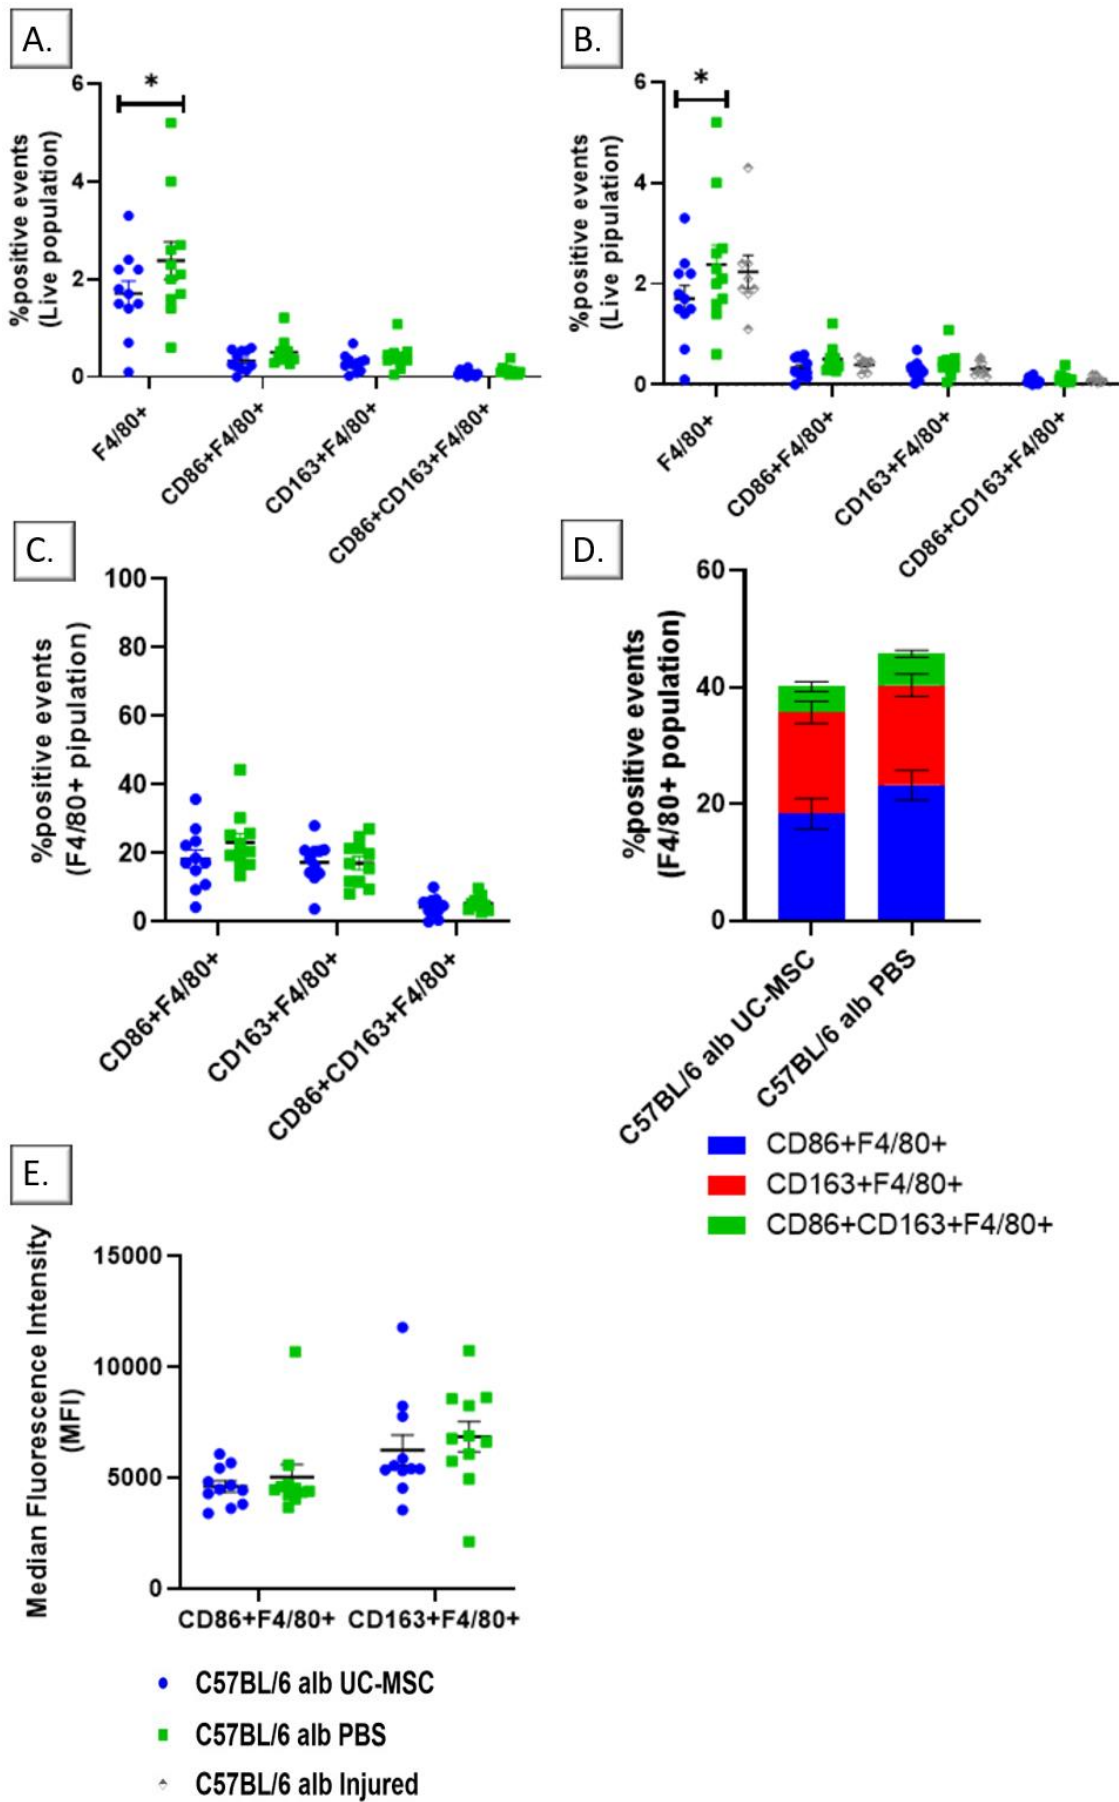 A.
*
6
4
2
0
%positive events
(Live population)
F4/80+
CD86+F4/80+
CD163+F4/80+
CD86+CD163+F4/80+
B.
*
6
4
2
0
%positive events
(Live pipulation)
F4/80+
CD86+F4/80+
CD163+F4/80+
CD86+CD163+F4/80+
C.
100
80
60
40
20
0
%positive events
(F4/80+ pipulation)
CD86+F4/80+
CD163+F4/80+
CD86+CD163+F4/80+
D.
60
40
20
0
%positive events
(F4/80+ population)
C57BL/6 alb UC-MSC
C57BL/6 alb PBS
CD86+F4/80+
CD163+F4/80+
CD86+CD163+F4/80+
E.
15000
10000
5000
0
Median Fluorescence Intensity
(MFI)
CD86+F4/80+
CD163+F4/80+
C57BL/6 alb UC-MSC
C57BL/6 alb PBS
C57BL/6 alb Injured